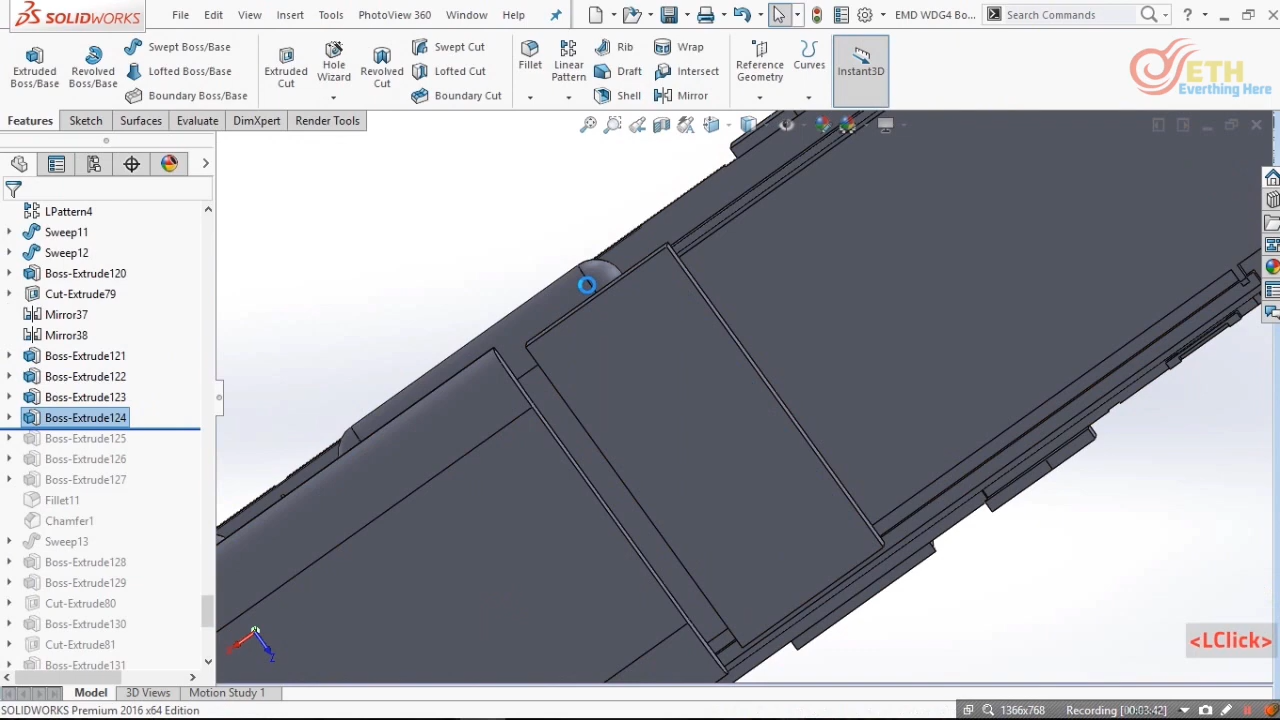 SOLIDWORKS
File Edit View Insert Tools PhotoView 360 Window Help
EMD WDG4 Bo...
Search Commands
Extruded Boss/Base
Revolved Boss/Base
Swept Boss/Base
Lofted Boss/Base
Boundary Boss/Base
Extruded Cut
Hole Wizard
Revolved Cut
Swept Cut
Lofted Cut
Boundary Cut
Fillet
Linear Pattern
Rib
Draft
Shell
Wrap
Intersect
Mirror
Reference Geometry
Curves
Instant3D
ETH
Everthing Here
Features Sketch Surfaces Evaluate DimXpert Render Tools
LPattern4
Sweep11
Sweep12
Boss-Extrude120
Cut-Extrude79
Mirror37
Mirror38
Boss-Extrude121
Boss-Extrude122
Boss-Extrude123
Boss-Extrude124
Boss-Extrude125
Boss-Extrude126
Boss-Extrude127
Fillet11
Chamfer1
Sweep13
Boss-Extrude128
Boss-Extrude129
Cut-Extrude80
Boss-Extrude130
Cut-Extrude81
Boss-Extrude131
Z
<LClick>
Model 3D Views Motion Study 1
SOLIDWORKS Premium 2016 x64 Edition
1366x768 Recording [00:03:42]